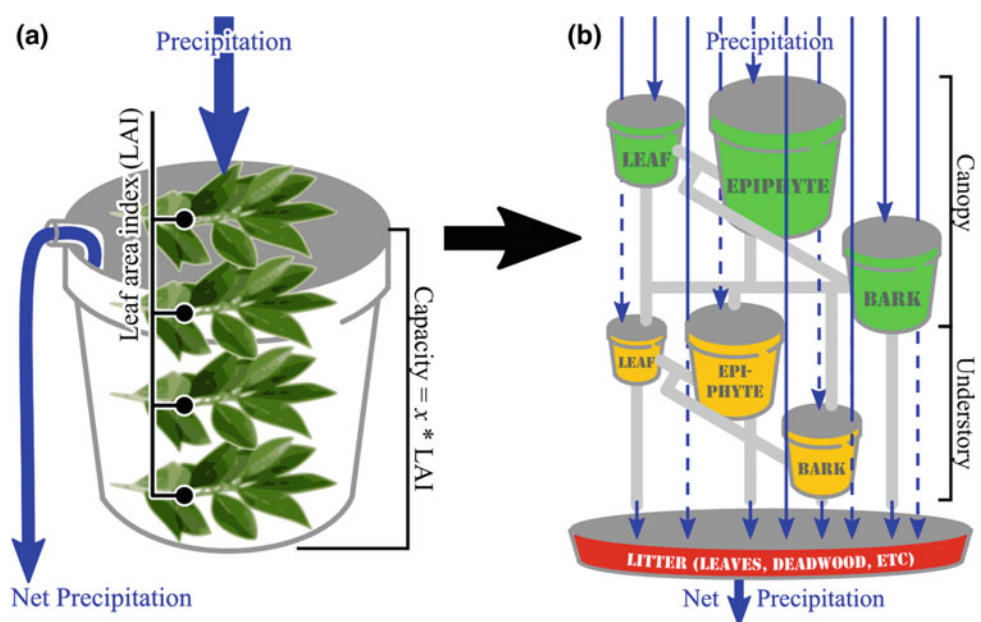 (a)
Precipitation
Leaf area index (LAI)
Capacity = x * LAI
Net Precipitation
(b)
Precipitation
LEAF
EPIPHYTE
BARK
Canopy
LEAF
EPI-
PHYTE
BARK
Understory
LITTER (LEAVES, DEADWOOD, ETC)
Net Precipitation